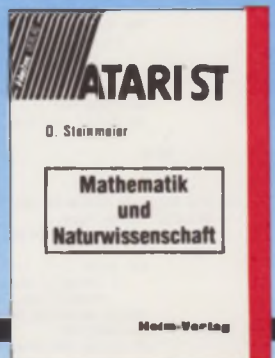 ATARI ST
O. Steinmeier
Mathematik
und
Naturwissenschaft
Heim-Verlag